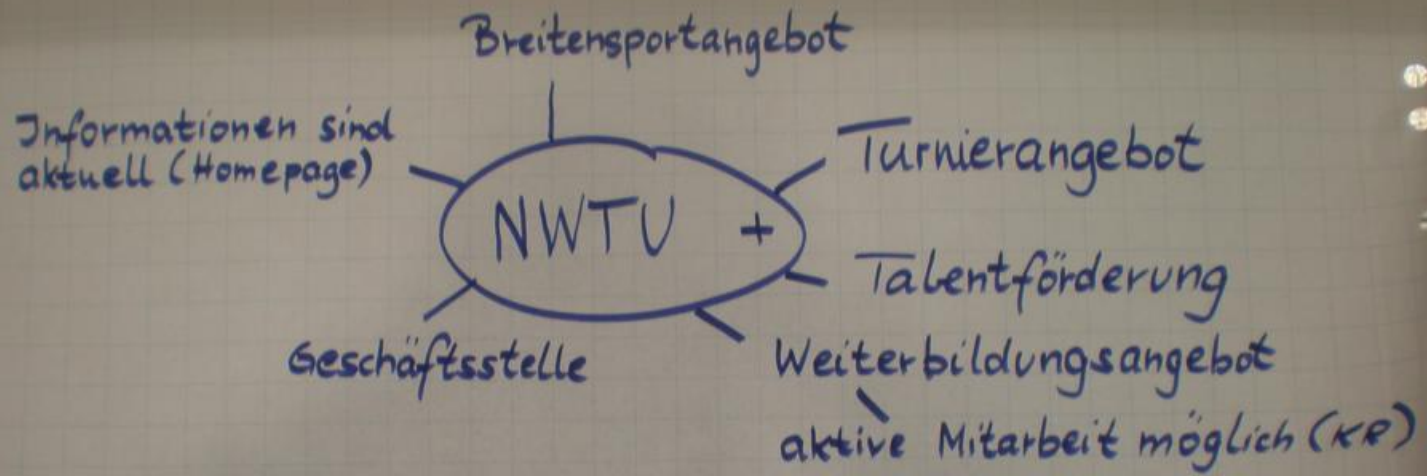 Breitensportangebot
Informationen sind
aktuell (Homepage)
Turnierangebot
NWTU +
Talentförderung
Geschäftsstelle
Weiterbildungsangebot
aktive Mitarbeit möglich (KR)